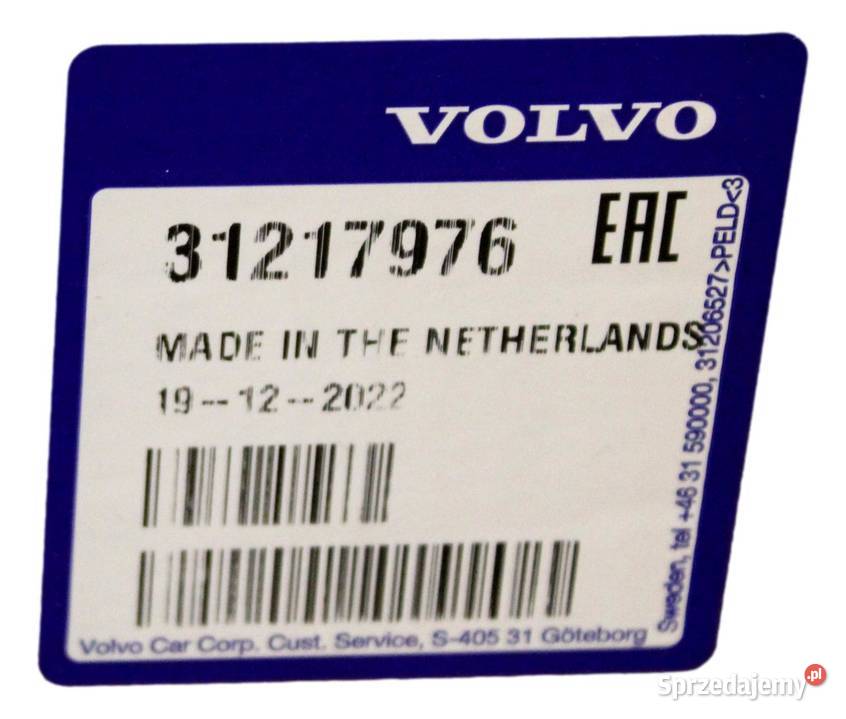 VOLVO
31217976
EAC
MADE IN THE NETHERLANDS
19--12--2022
Volvo Car Corp. Cust. Service, S-405 31 Göteborg
Sweden, tel +46 31 590000, 31206527>PELD<3
Sprzedajemy.pl